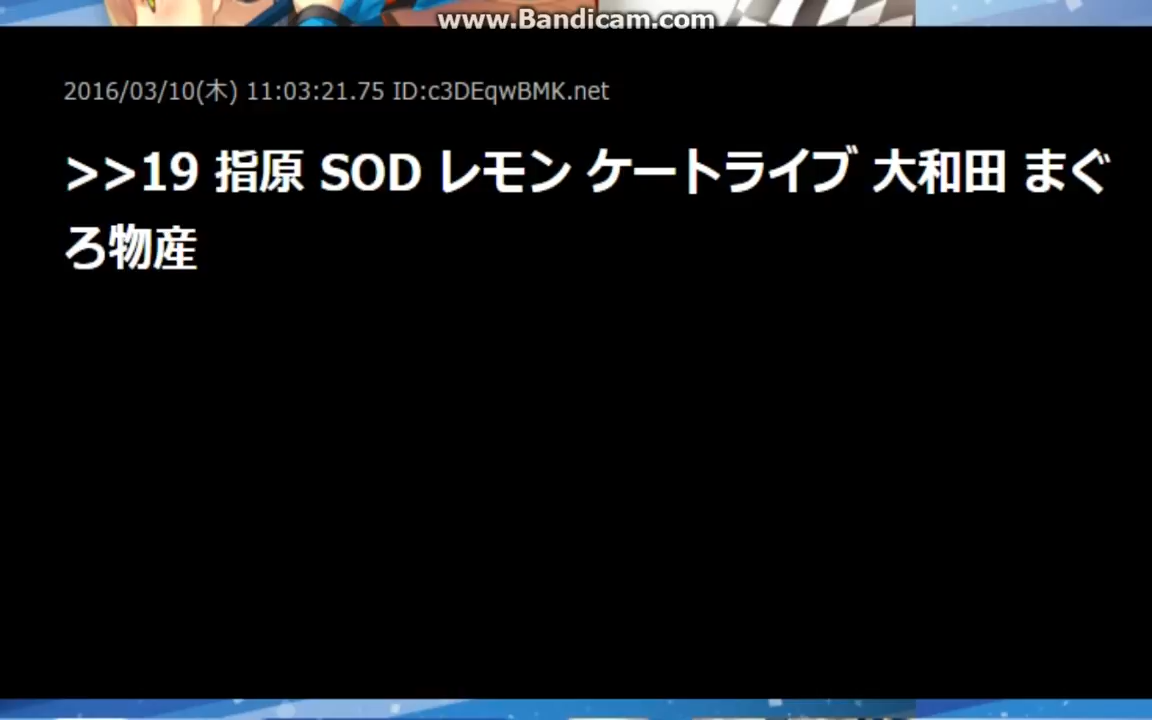 www.Bandicam.com
2016/03/10(木) 11:03:21.75 ID:c3DEqwBMK.net
>>19 指原 SOD レモン ケートライブ 大和田 まぐ
ろ物産